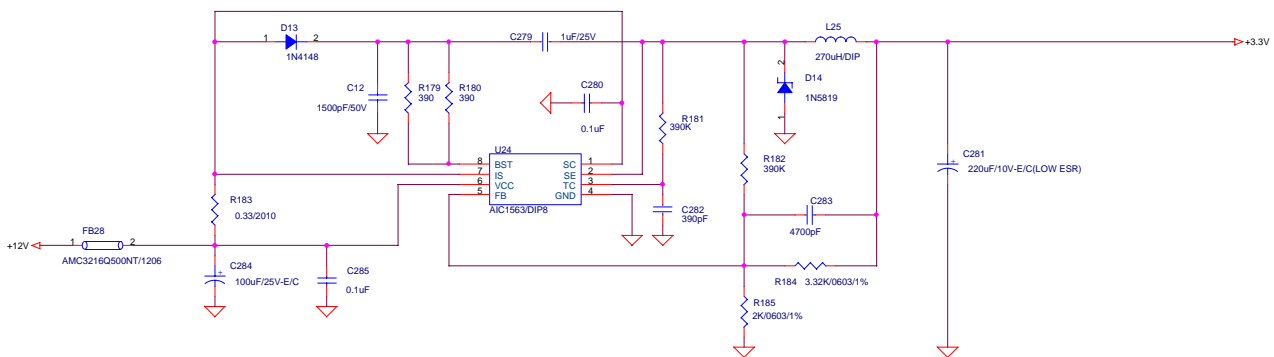 L25
270uH/DIP
D13
1 2
1N4148
C279
1uF/25V
+3.3V
C12
1500pF/50V
R179
390
R180
390
C280
0.1uF
2
D14
1N5819
1
R181
390K
U24
8 BST SC 1
7 IS SE 2
6 VCC TC 3
5 FB GND 4
AIC1563/DIP8
R182
390K
C281
220uF/10V-E/C(LOW ESR)
R183
0.33/2010
C282
390pF
C283
4700pF
FB28
+12V
1 2
AMC3216Q500NT/1206
C284
100uF/25V-E/C
C285
0.1uF
R184 3.32K/0603/1%
R185
2K/0603/1%